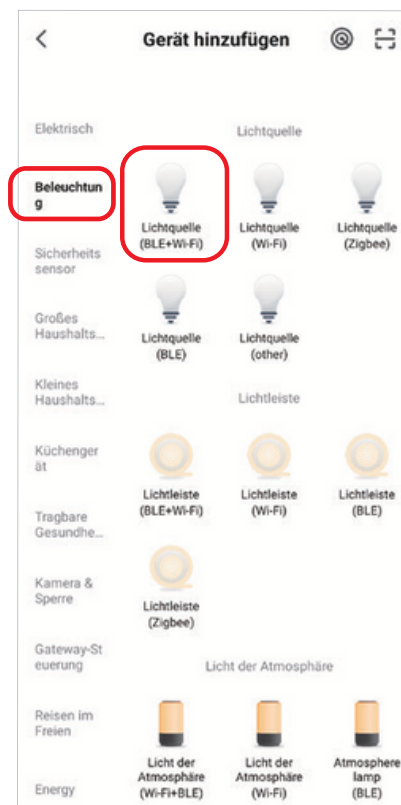 Gerät hinzufügen
Elektrisch
Beleuchtun
g
Sicherheits
sensor
Großes
Haushalts...
Kleines
Haushalts...
Küchenger
ät
Tragbare
Gesundhe...
Kamera &
Sperre
Gateway-St
euerung
Reisen im
Freien
Energy
Lichtquelle
Lichtquelle
(BLE+Wi-Fi)
Lichtquelle
(Wi-Fi)
Lichtquelle
(Zigbee)
Lichtquelle
(BLE)
Lichtquelle
(other)
Lichtleiste
Lichtleiste
(BLE+Wi-Fi)
Lichtleiste
(Wi-Fi)
Lichtleiste
(BLE)
Lichtleiste
(Zigbee)
Licht der Atmosphäre
Licht der
Atmosphäre
(Wi-Fi+BLE)
Licht der
Atmosphäre
(Wi-Fi)
Atmosphere
lamp
(BLE)